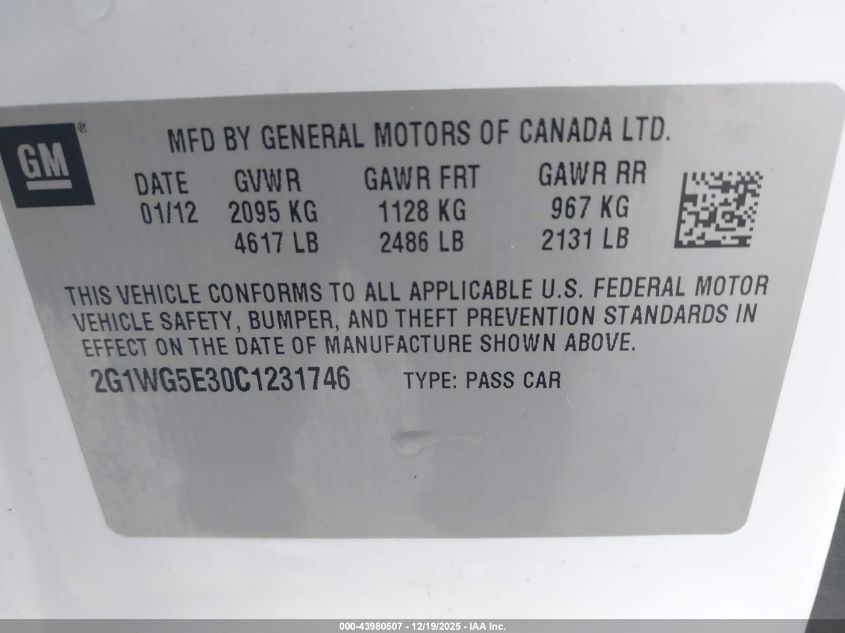 GM®
MFD BY GENERAL MOTORS OF CANADA LTD.
DATE GVWR GAWR FRT GAWR RR
01/12 2095 KG 1128 KG 967 KG
4617 LB 2486 LB 2131 LB
THIS VEHICLE CONFORMS TO ALL APPLICABLE U.S. FEDERAL MOTOR
VEHICLE SAFETY, BUMPER, AND THEFT PREVENTION STANDARDS IN
EFFECT ON THE DATE OF MANUFACTURE SHOWN ABOVE.
2G1WG5E30C1231746 TYPE: PASS CAR
000-43980507 - 12/19/2025 - IAA Inc.